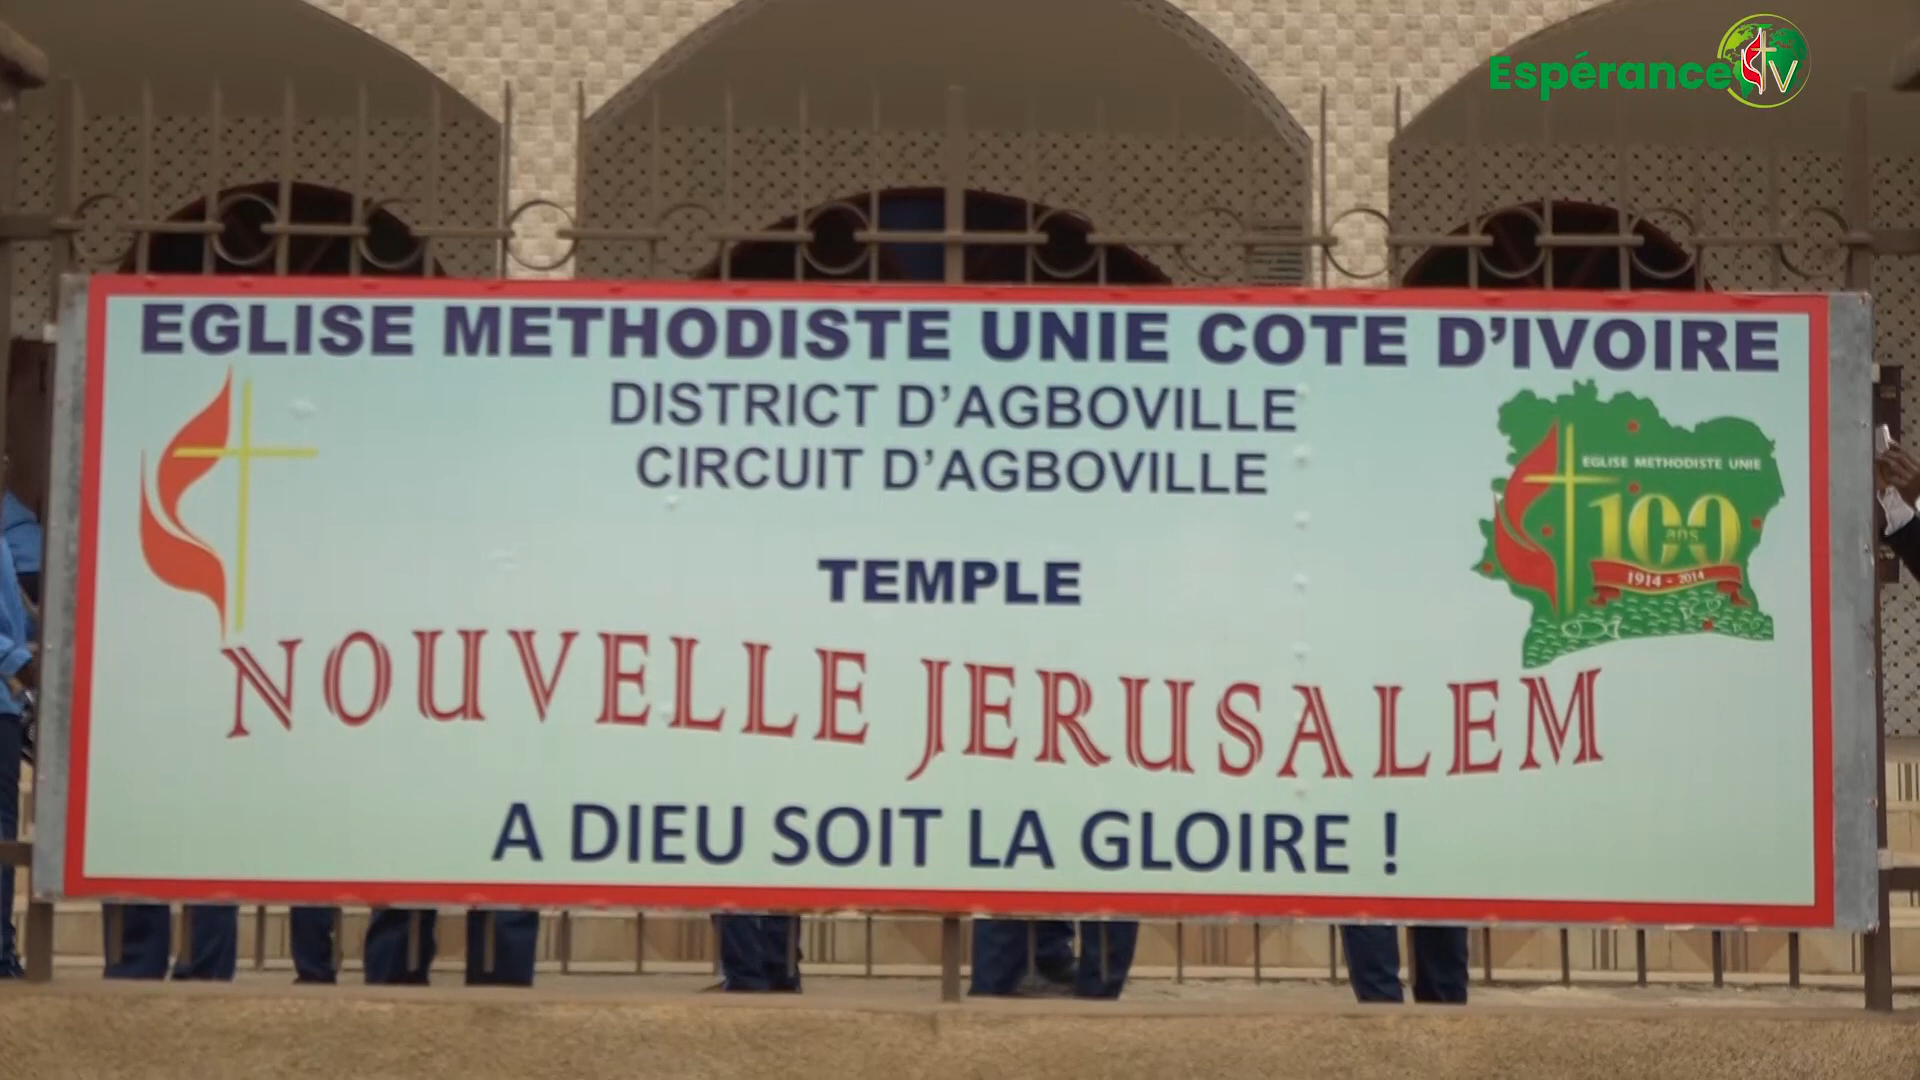 Espérance TV
EGLISE METHODISTE UNIE COTE D'IVOIRE
DISTRICT D'AGBOVILLE
CIRCUIT D'AGBOVILLE
EGLISE METHODISTE UNIE
100
ans
1914 - 2014
TEMPLE
NOUVELLE JERUSALEM
A DIEU SOIT LA GLOIRE !